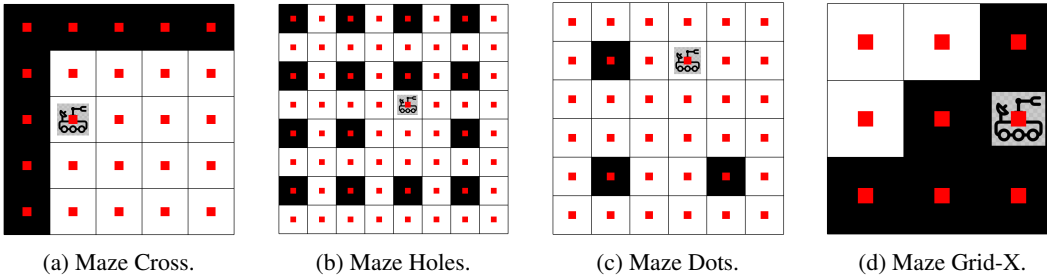 (a) Maze Cross.
(b) Maze Holes.
(c) Maze Dots.
(d) Maze Grid-X.